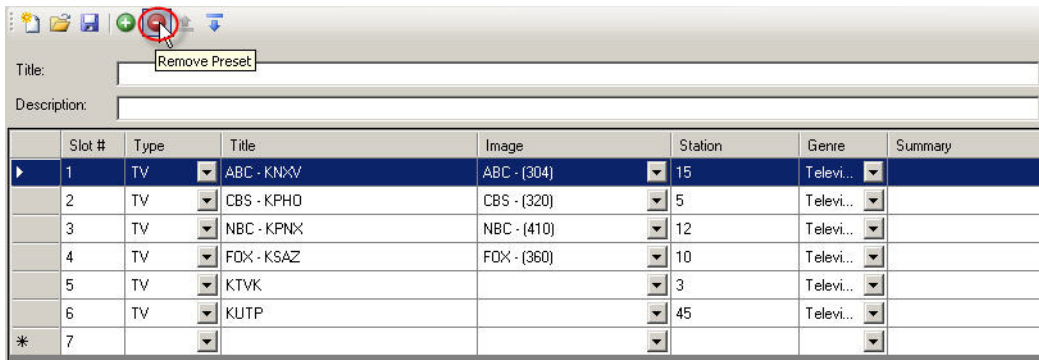 Remove Preset
Title:
Description:
Slot # Type Title Image Station Genre Summary
1 TV ABC - KNXV ABC - (304) 15 Televi...
2 TV CBS - KPHO CBS - (320) 5 Televi...
3 TV NBC - KPNX NBC - (410) 12 Televi...
4 TV FOX - KSAZ FOX - (360) 10 Televi...
5 TV KTVK 3 Televi...
6 TV KUTP 45 Televi...
* 7